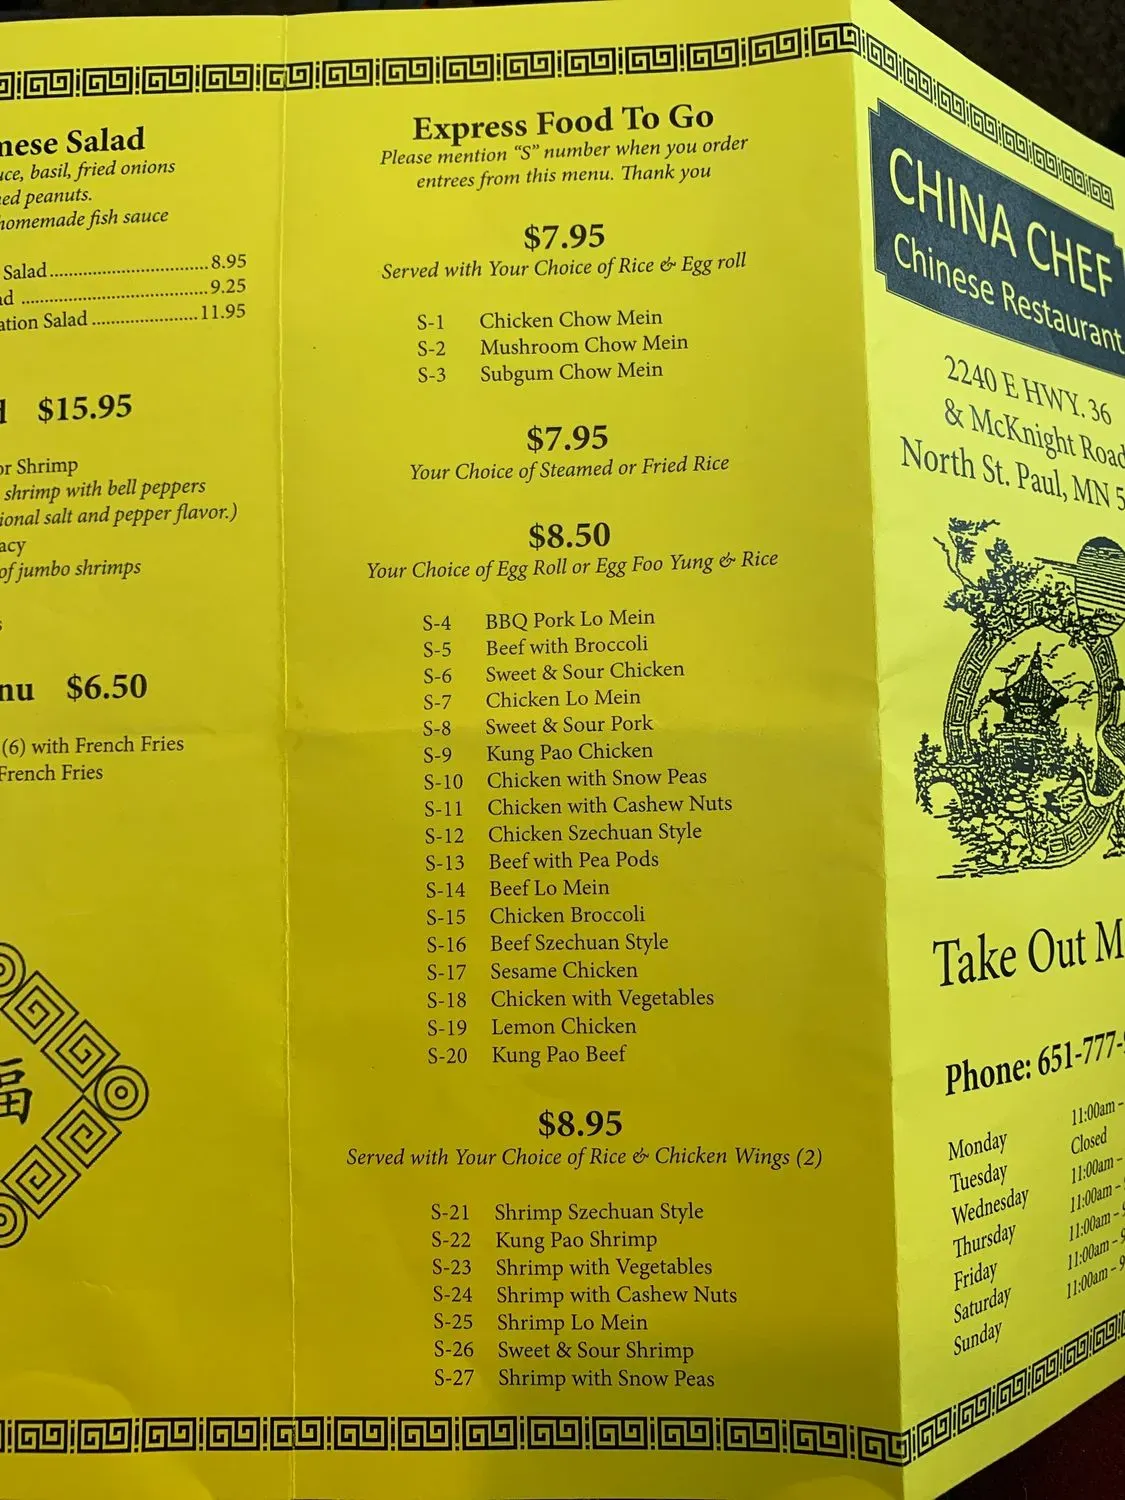 Salad
sauce, basil, fried onions
peanuts.
homemade fish sauce
Salad 8.95
9.25
Salad 11.95
$15.95
or Shrimp
shrimp with bell peppers
salt and pepper flavor.)
of jumbo shrimps
$6.50
(6) with French Fries
French Fries
福
Express Food To Go
Please mention “S” number when you order
entrees from this menu. Thank you
$7.95
Served with Your Choice of Rice & Egg roll
S-1 Chicken Chow Mein
S-2 Mushroom Chow Mein
S-3 Subgum Chow Mein
$7.95
Your Choice of Steamed or Fried Rice
$8.50
Your Choice of Egg Roll or Egg Foo Yung & Rice
S-4 BBQ Pork Lo Mein
S-5 Beef with Broccoli
S-6 Sweet & Sour Chicken
S-7 Chicken Lo Mein
S-8 Sweet & Sour Pork
S-9 Kung Pao Chicken
S-10 Chicken with Snow Peas
S-11 Chicken with Cashew Nuts
S-12 Chicken Szechuan Style
S-13 Beef with Pea Pods
S-14 Beef Lo Mein
S-15 Chicken Broccoli
S-16 Beef Szechuan Style
S-17 Sesame Chicken
S-18 Chicken with Vegetables
S-19 Lemon Chicken
S-20 Kung Pao Beef
$8.95
Served with Your Choice of Rice & Chicken Wings (2)
S-21 Shrimp Szechuan Style
S-22 Kung Pao Shrimp
S-23 Shrimp with Vegetables
S-24 Shrimp with Cashew Nuts
S-25 Shrimp Lo Mein
S-26 Sweet & Sour Shrimp
S-27 Shrimp with Snow Peas
CHINA CHEF
Chinese Restaurant
2240 E HWY. 36
& McKnight Road
North St. Paul, MN
Take Out
Phone: 651-777-
Monday 11:00am –
Tuesday Closed
Wednesday 11:00am –
Thursday 11:00am –
Friday 11:00am –
Saturday 11:00am –
Sunday 11:00am –